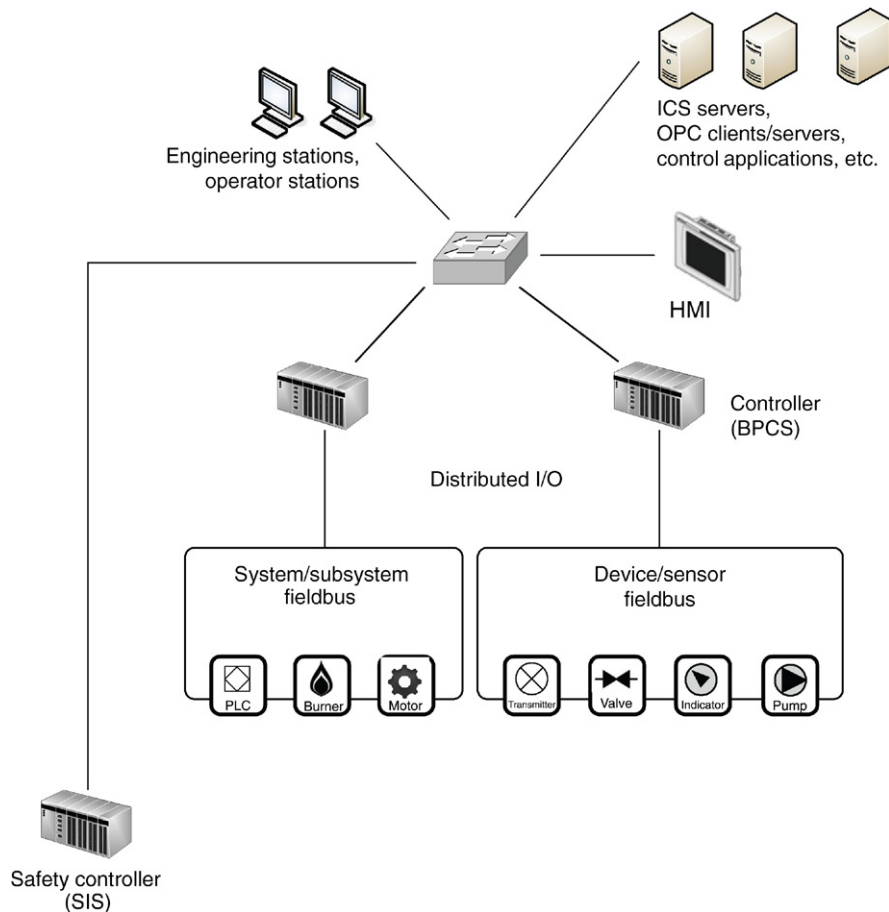 Engineering stations,
operator stations
ICS servers,
OPC clients/servers,
control applications, etc.
HMI
Controller
(BPCS)
Distributed I/O
System/subsystem
fieldbus
Device/sensor
fieldbus
PLC
Burner
Motor
Transmitter
Valve
Indicator
Pump
Safety controller
(SIS)